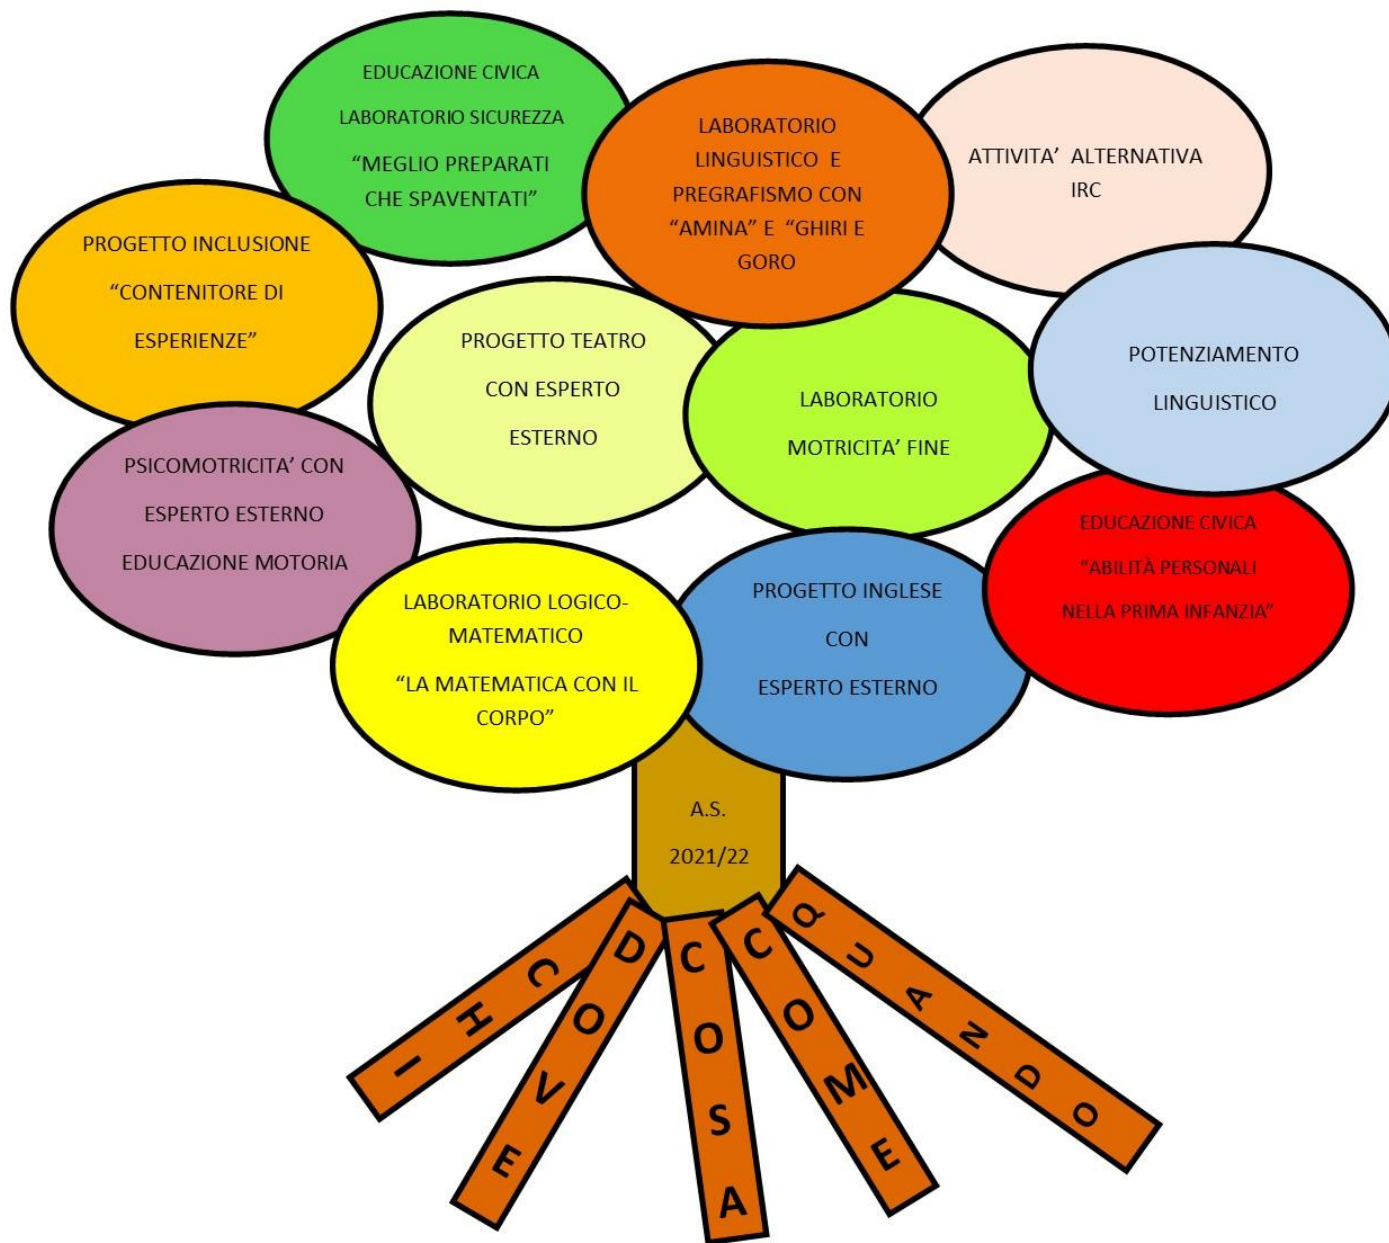 EDUCAZIONE CIVICA
LABORATORIO SICUREZZA
“MEGLIO PREPARATI
CHE SPAVENTATI”
LABORATORIO
LINGUISTICO E
PREGRAFISMO CON
“AMINA” E “GHIRI E
GORO
ATTIVITA’ ALTERNATIVA
IRC
PROGETTO INCLUSIONE
“CONTENITORE DI
ESPERIENZE”
PROGETTO TEATRO
CON ESPERTO
ESTERNO
LABORATORIO
MOTRICITA’ FINE
POTENZIAMENTO
LINGUISTICO
PSICOMOTRICITA’ CON
ESPERTO ESTERNO
EDUCAZIONE MOTORIA
LABORATORIO LOGICO-
MATEMATICO
“LA MATEMATICA CON IL
CORPO”
PROGETTO INGLESE
CON
ESPERTO ESTERNO
EDUCAZIONE CIVICA
“ABILITÀ PERSONALI
NELLA PRIMA INFANZIA”
A.S.
2021/22
CHI
DOVE
COSA
COME
QUANDO